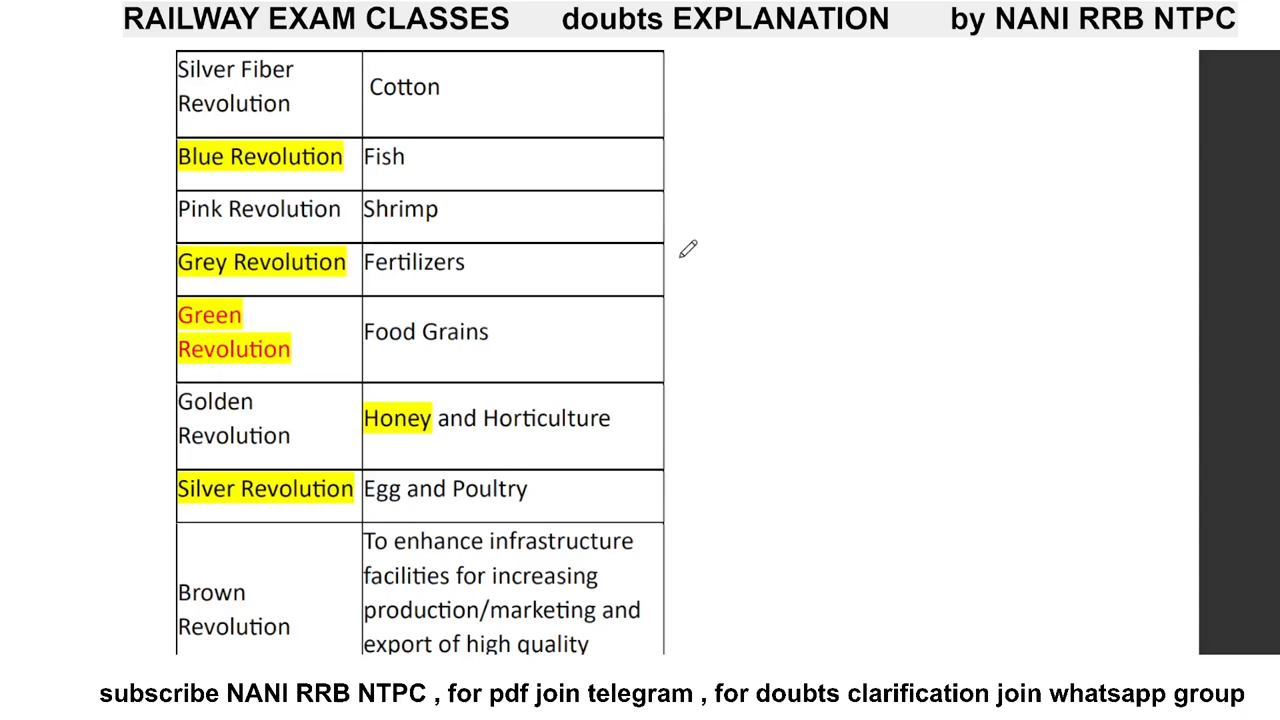 RAILWAY EXAM CLASSES doubts EXPLANATION by NANI RRB NTPC
Silver Fiber
Revolution
Cotton
Blue Revolution
Fish
Pink Revolution
Shrimp
Grey Revolution
Fertilizers
Green
Revolution
Food Grains
Golden
Revolution
Honey and Horticulture
Silver Revolution
Egg and Poultry
Brown
Revolution
To enhance infrastructure
facilities for increasing
production/marketing and
export of high quality
subscribe NANI RRB NTPC , for pdf join telegram , for doubts clarification join whatsapp group